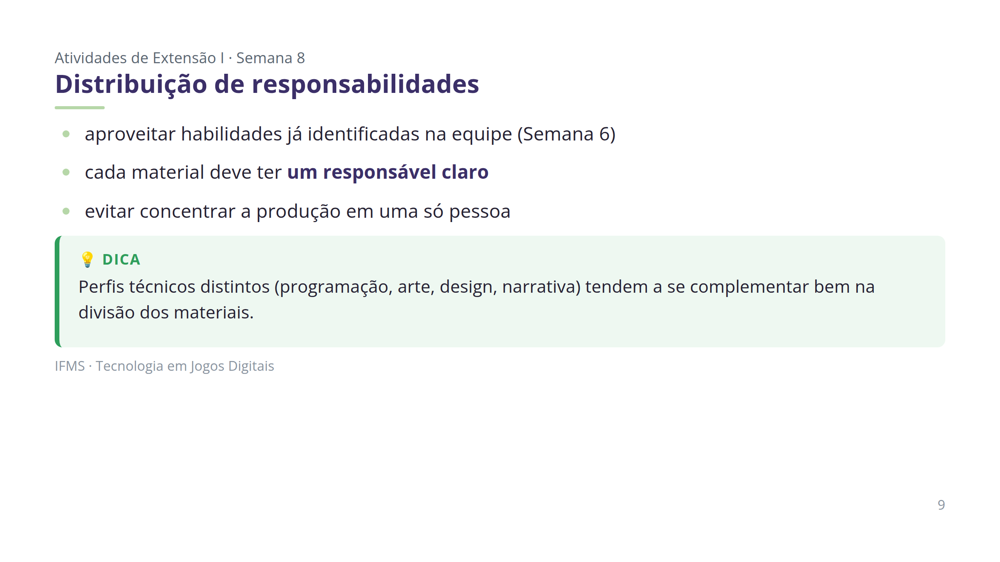 Atividades de Extensão I · Semana 8
Distribuição de responsabilidades
aproveitar habilidades já identificadas na equipe (Semana 6)
cada material deve ter um responsável claro
evitar concentrar a produção em uma só pessoa
💡 DICA
Perfis técnicos distintos (programação, arte, design, narrativa) tendem a se complementar bem na
divisão dos materiais.
IFMS · Tecnologia em Jogos Digitais
9